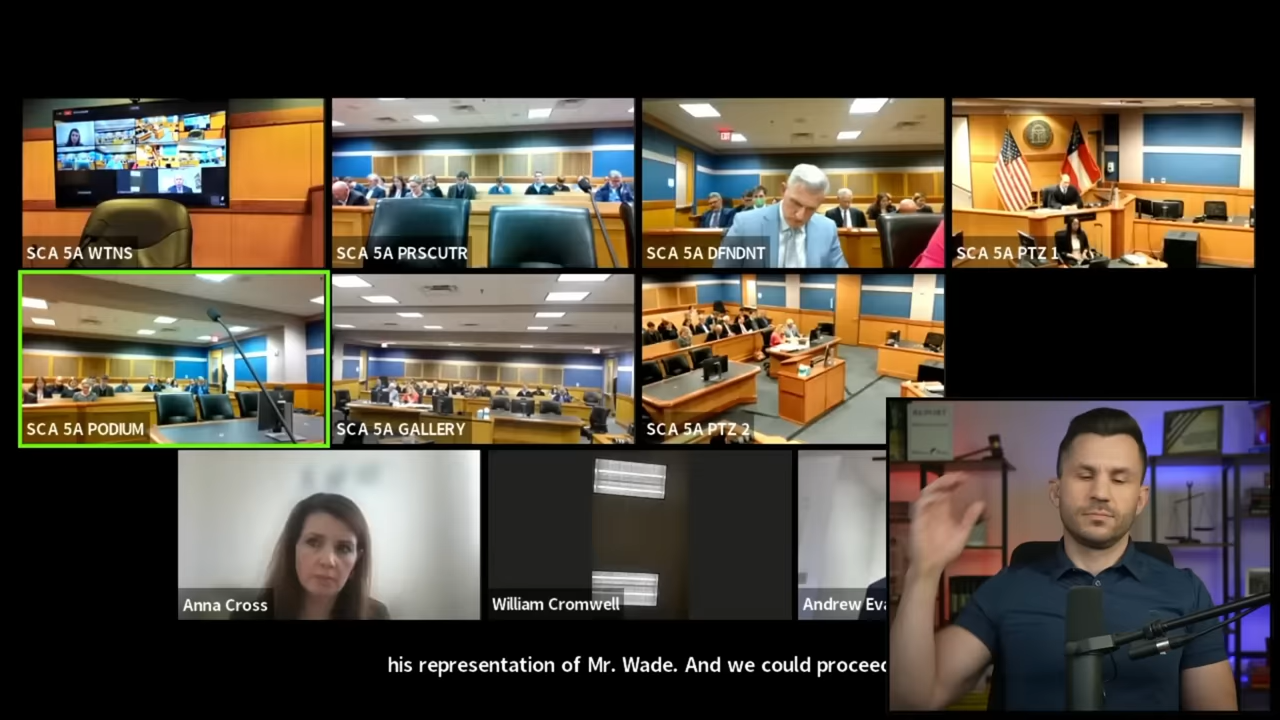 SCA 5A WTNS
SCA 5A PRSCUTR
SCA 5A DFNDNT
SCA 5A PTZ 1
SCA 5A PODIUM
SCA 5A GALLERY
SCA 5A PTZ 2
Anna Cross
William Cromwell
Andrew Eva
his representation of Mr. Wade. And we could proceed
REPORT
EXIT